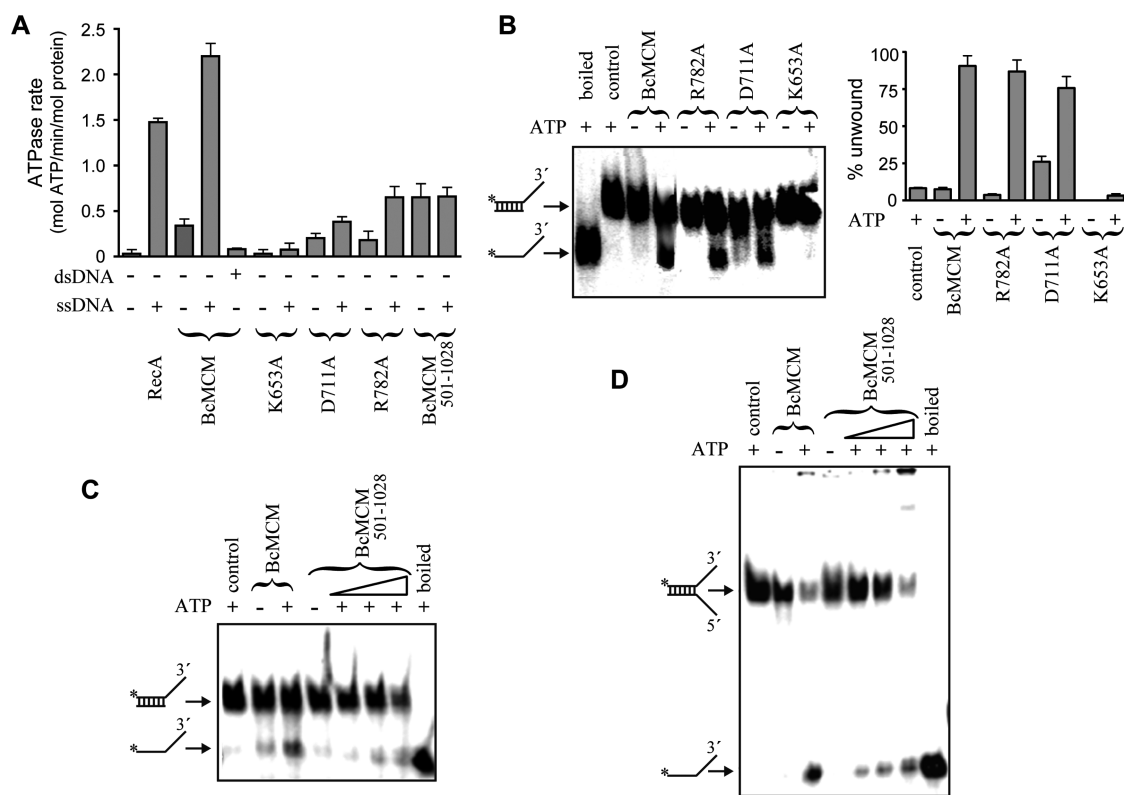 A
ATPase rate
(mol ATP/min/mol protein)
2.5
2.0
1.5
1.0
0.5
0
- - - - + - - - - - - - -
dsDNA
- + - + - - + - + - + - +
ssDNA
RecA
BcMCM
K653A
D711A
R782A
BcMCM
501-1028
B
boiled
control
BcMCM
R782A
D711A
K653A
ATP + + - + - + - + - +
* 3´
*
% unwound
100
75
50
25
0
ATP + - + - + - + - +
control
BcMCM
R782A
D711A
K653A
C
control
BcMCM
BcMCM
501-1028
boiled
ATP + - + - + + + +
* 3´
* 3´
D
control
BcMCM
BcMCM
501-1028
boiled
ATP + - + - + + + +
* 3´
5´
* 3´